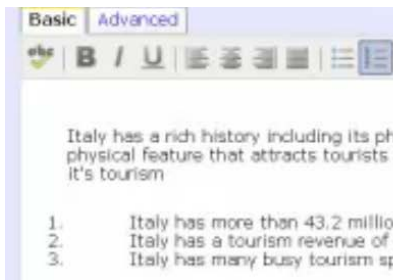 Basic Advanced
abc B I U
Italy has a rich history including its ph
physical feature that attracts tourists
it's tourism
1. Italy has more than 43.2 millio
2. Italy has a tourism revenue of
3. Italy has many busy tourism sp